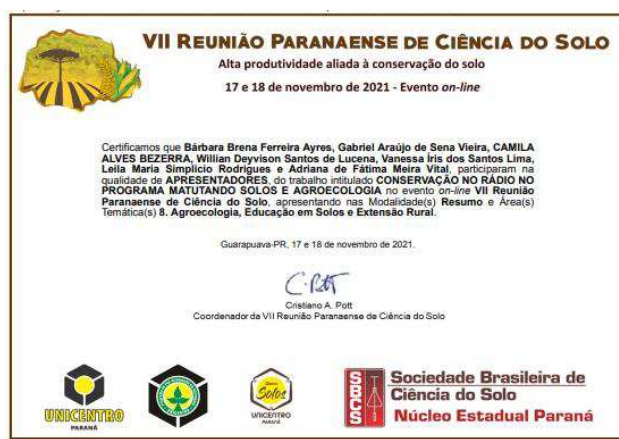 VII REUNIÃO PARANAENSE DE CIÊNCIA DO SOLO
Alta produtividade aliada à conservação do solo
17 e 18 de novembro de 2021 - Evento on-line
Certificamos que Bárbara Brena Ferreira Ayres, Gabriel Araújo de Sena Vieira, CAMILA
ALVES BEZERRA, Willian Deyvison Santos de Lucena, Vanessa Íris dos Santos Lima,
Leila Maria Simplicio Rodrigues e Adriana de Fátima Meira Vital, participaram na
qualidade de APRESENTADORES, do trabalho intitulado CONSERVAÇÃO NO RÁDIO NO
PROGRAMA MATUTANDO SOLOS E AGROECOLOGIA no evento on-line VII Reunião
Paranaense de Ciência do Solo, apresentando nas Modalidade(s) Resumo e Área(s)
Temática(s) 8. Agroecologia, Educação em Solos e Extensão Rural.
Guarapuava-PR, 17 e 18 de novembro de 2021.
C. Pott
Cristiano A. Pott
Coordenador da VII Reunião Paranaense de Ciência do Solo
UNICENTRO
PARANÁ
Solos
UNICENTRO
PARANÁ
SBCS
Sociedade Brasileira de
Ciência do Solo
Núcleo Estadual Paraná